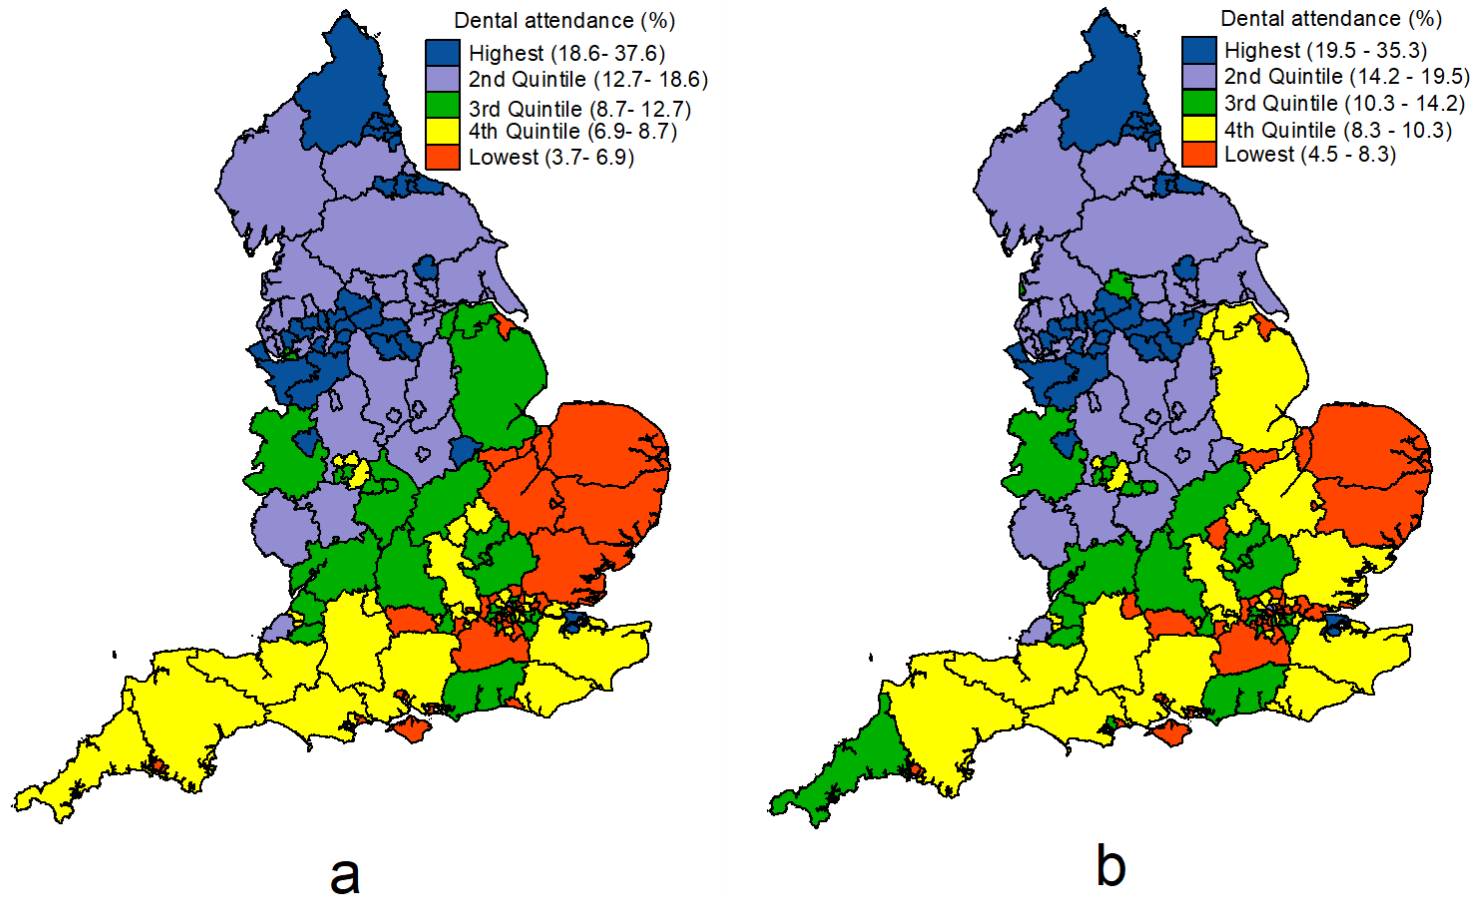 Dental attendance (%)
Highest (18.6- 37.6)
2nd Quintile (12.7- 18.6)
3rd Quintile (8.7- 12.7)
4th Quintile (6.9- 8.7)
Lowest (3.7- 6.9)
a
Dental attendance (%)
Highest (19.5 - 35.3)
2nd Quintile (14.2 - 19.5)
3rd Quintile (10.3 - 14.2)
4th Quintile (8.3 - 10.3)
Lowest (4.5 - 8.3)
b